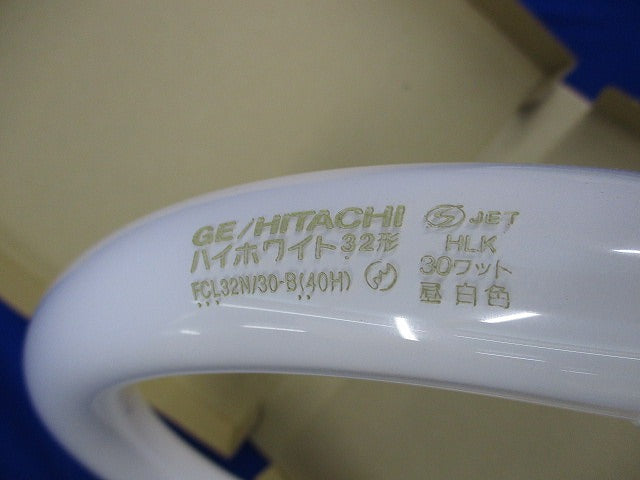 GE/HITACHI
ハイホワイト32形
FCL32N/30-B(40H)
S JET
HLK
30ワット
昼白色